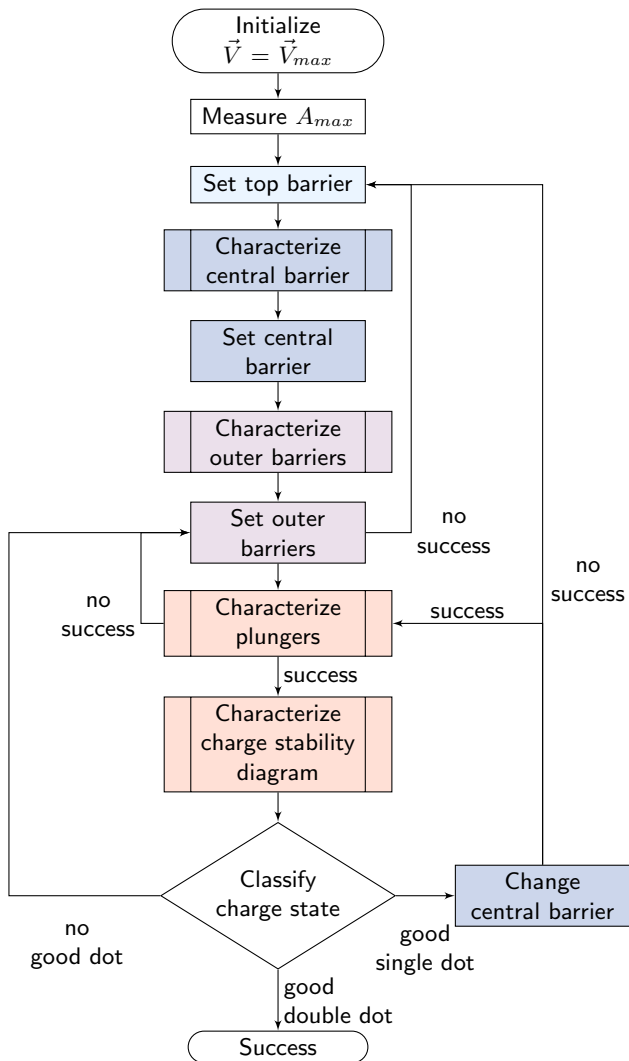 Initialize
$\vec{V} = \vec{V}_{max}$
Measure $A_{max}$
Set top barrier
Characterize
central barrier
Set central
barrier
Characterize
outer barriers
Set outer
barriers
no
success
no
success
no
success
Characterize
plungers
success
success
Characterize
charge stability
diagram
Classify
charge state
Change
central barrier
no
good dot
good
single dot
good
double dot
Success